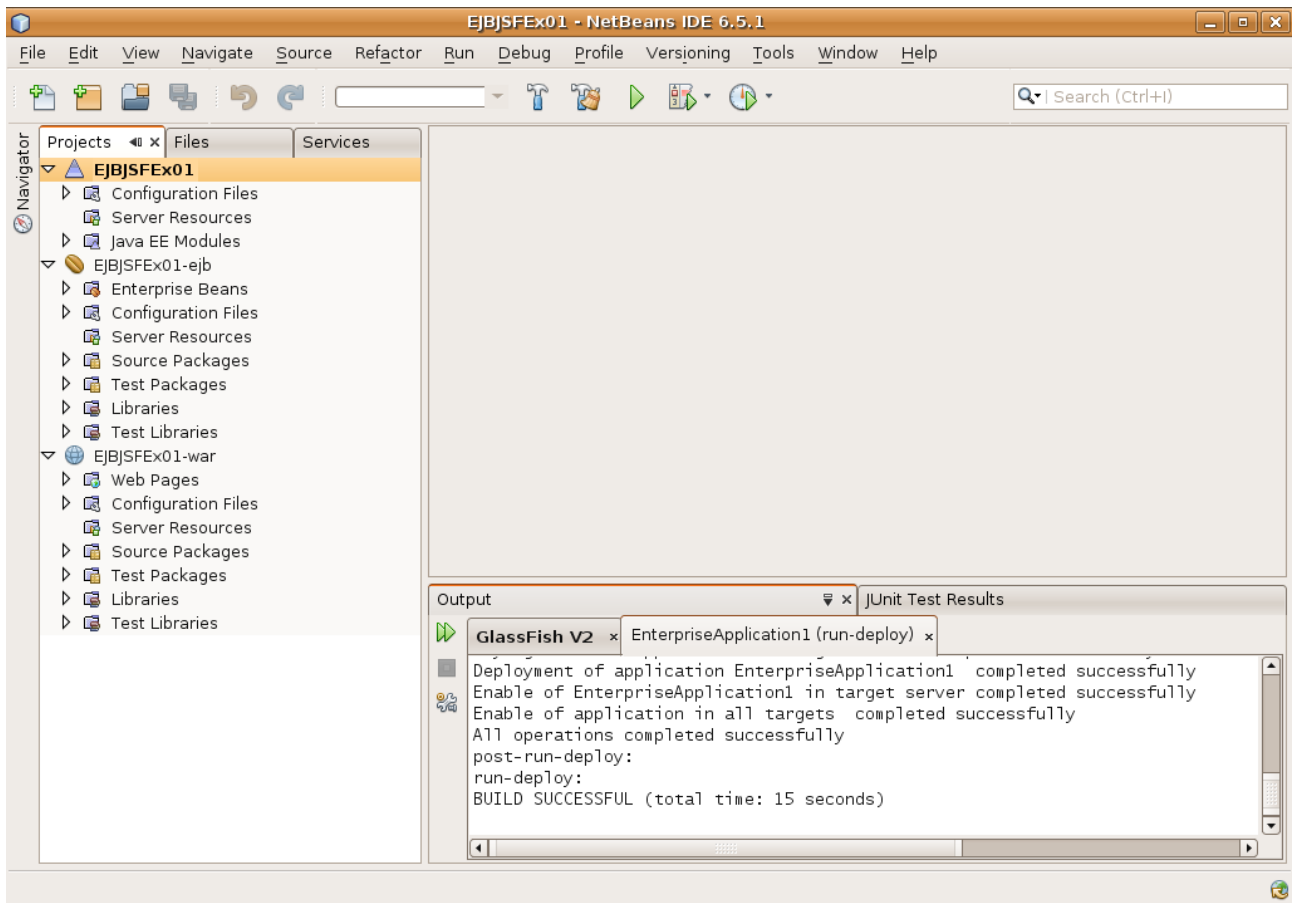 EJBJSFEx01 - NetBeans IDE 6.5.1
File Edit View Navigate Source Refactor Run Debug Profile Versioning Tools Window Help
Search (Ctrl+I)
Navigator
Projects Files Services
EJBJSFEx01
Configuration Files
Server Resources
Java EE Modules
EJBJSFEx01-ejb
Enterprise Beans
Configuration Files
Server Resources
Source Packages
Test Packages
Libraries
Test Libraries
EJBJSFEx01-war
Web Pages
Configuration Files
Server Resources
Source Packages
Test Packages
Libraries
Test Libraries
Output JUnit Test Results
GlassFish V2 EnterpriseApplication1 (run-deploy)
Deployment of application EnterpriseApplication1 completed successfully
Enable of EnterpriseApplication1 in target server completed successfully
Enable of application in all targets completed successfully
All operations completed successfully
post-run-deploy:
run-deploy:
BUILD SUCCESSFUL (total time: 15 seconds)